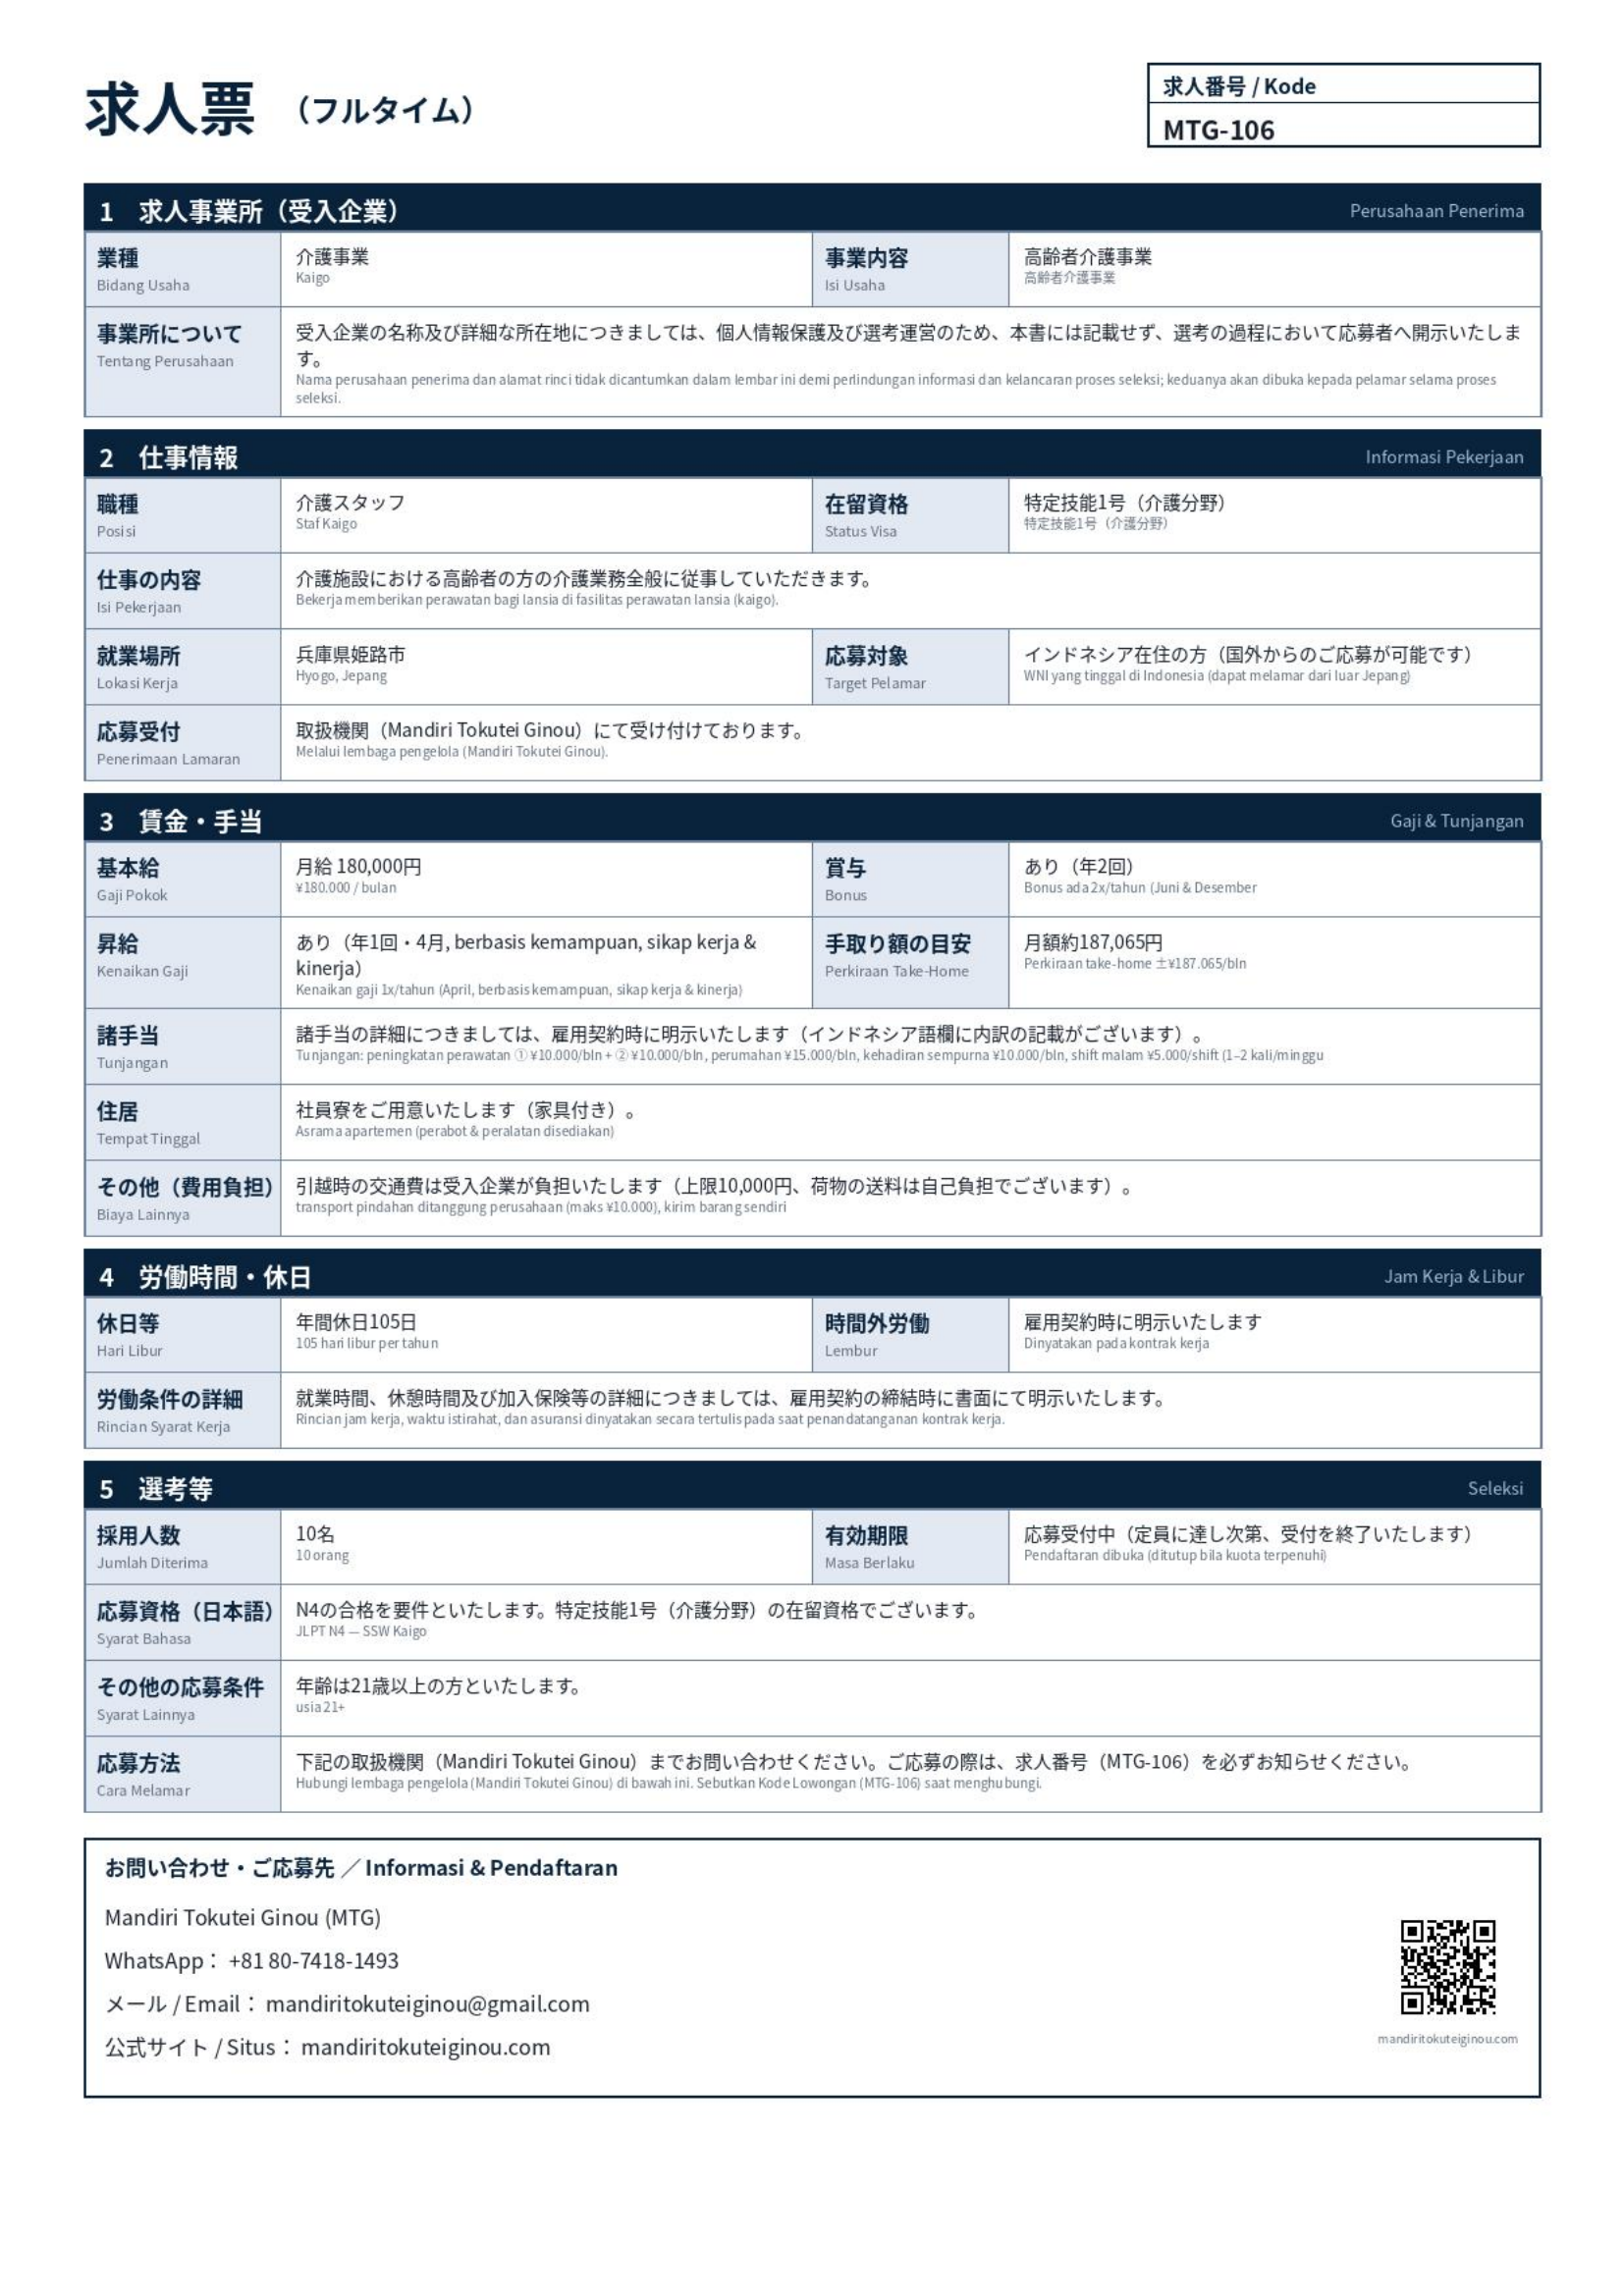 求人票 （フルタイム）
求人番号 / Kode
MTG-106
1 求人事業所（受入企業）
Perusahaan Penerima
業種
Bidang Usaha
介護事業
Kaigo
事業内容
Isi Usaha
高齢者介護事業
高齢者介護事業
事業所について
Tentang Perusahaan
受入企業の名称及び詳細な所在地につきましては、個人情報保護及び選考運営のため、本書には記載せず、選考の過程において応募者へ開示いたしま
す。
Nama perusahaan penerima dan alamat rinci tidak dicantumkan dalam lembar ini demi perlindungan informasi dan kelancaran proses seleksi; keduanya akan dibuka kepada pelamar selama proses
seleksi.
2 仕事情報
Informasi Pekerjaan
職種
Posisi
介護スタッフ
Staf Kaigo
在留資格
Status Visa
特定技能1号（介護分野）
特定技能1号（介護分野）
仕事の内容
Isi Pekerjaan
介護施設における高齢者の方の介護業務全般に従事していただきます。
Bekerja memberikan perawatan bagi lansia di fasilitas perawatan lansia (kaigo).
就業場所
Lokasi Kerja
兵庫県姫路市
Hyogo, Jepang
応募対象
Target Pelamar
インドネシア在住の方（国外からのご応募が可能です）
WNI yang tinggal di Indonesia (dapat melamar dari luar Jepang)
応募受付
Penerimaan Lamaran
取扱機関（Mandiri Tokutei Ginou）にて受け付けております。
Melalui lembaga pengelola (Mandiri Tokutei Ginou).
3 賃金・手当
Gaji & Tunjangan
基本給
Gaji Pokok
月給 180,000円
¥180.000 / bulan
賞与
Bonus
あり（年2回）
Bonus ada 2x/tahun (Juni & Desember
昇給
Kenaikan Gaji
あり（年1回・4月, berbasis kemampuan, sikap kerja &
kinerja）
Kenaikan gaji 1x/tahun (April, berbasis kemampuan, sikap kerja & kinerja)
手取り額の目安
Perkiraan Take-Home
月額約187,065円
Perkiraan take-home ±¥187.065/bln
諸手当
Tunjangan
諸手当の詳細につきましては、雇用契約時に明示いたします（インドネシア語欄に内訳の記載がございます）。
Tunjangan: peningkatan perawatan ① ¥10.000/bln + ② ¥10.000/bln, perumahan ¥15.000/bln, kehadiran sempurna ¥10.000/bln, shift malam ¥5.000/shift (1–2 kali/minggu
住居
Tempat Tinggal
社員寮をご用意いたします（家具付き）。
Asrama apartemen (perabot & peralatan disediakan)
その他（費用負担）
Biaya Lainnya
引越時の交通費は受入企業が負担いたします（上限10,000円、荷物の送料は自己負担でございます）。
transport pindahan ditanggung perusahaan (maks ¥10.000), kirim barang sendiri
4 労働時間・休日
Jam Kerja & Libur
休日等
Hari Libur
年間休日105日
105 hari libur per tahun
時間外労働
Lembur
雇用契約時に明示いたします
Dinyatakan pada kontrak kerja
労働条件の詳細
Rincian Syarat Kerja
就業時間、休憩時間及び加入保険等の詳細につきましては、雇用契約の締結時に書面にて明示いたします。
Rincian jam kerja, waktu istirahat, dan asuransi dinyatakan secara tertulis pada saat penandatanganan kontrak kerja.
5 選考等
Seleksi
採用人数
Jumlah Diterima
10名
10 orang
有効期限
Masa Berlaku
応募受付中（定員に達し次第、受付を終了いたします）
Pendaftaran dibuka (ditutup bila kuota terpenuhi)
応募資格（日本語）
Syarat Bahasa
N4の合格を要件といたします。特定技能1号（介護分野）の在留資格でございます。
JLPT N4 — SSW Kaigo
その他の応募条件
Syarat Lainnya
年齢は21歳以上の方といたします。
usia 21+
応募方法
Cara Melamar
下記の取扱機関（Mandiri Tokutei Ginou）までお問い合わせください。ご応募の際は、求人番号（MTG-106）を必ずお知らせください。
Hubungi lembaga pengelola (Mandiri Tokutei Ginou) di bawah ini. Sebutkan Kode Lowongan (MTG-106) saat menghubungi.
お問い合わせ・ご応募先 ／ Informasi & Pendaftaran
Mandiri Tokutei Ginou (MTG)
WhatsApp： +81 80-7418-1493
メール / Email： mandiritokuteiginou@gmail.com
公式サイト / Situs： mandiritokuteiginou.com
mandiritokuteiginou.com